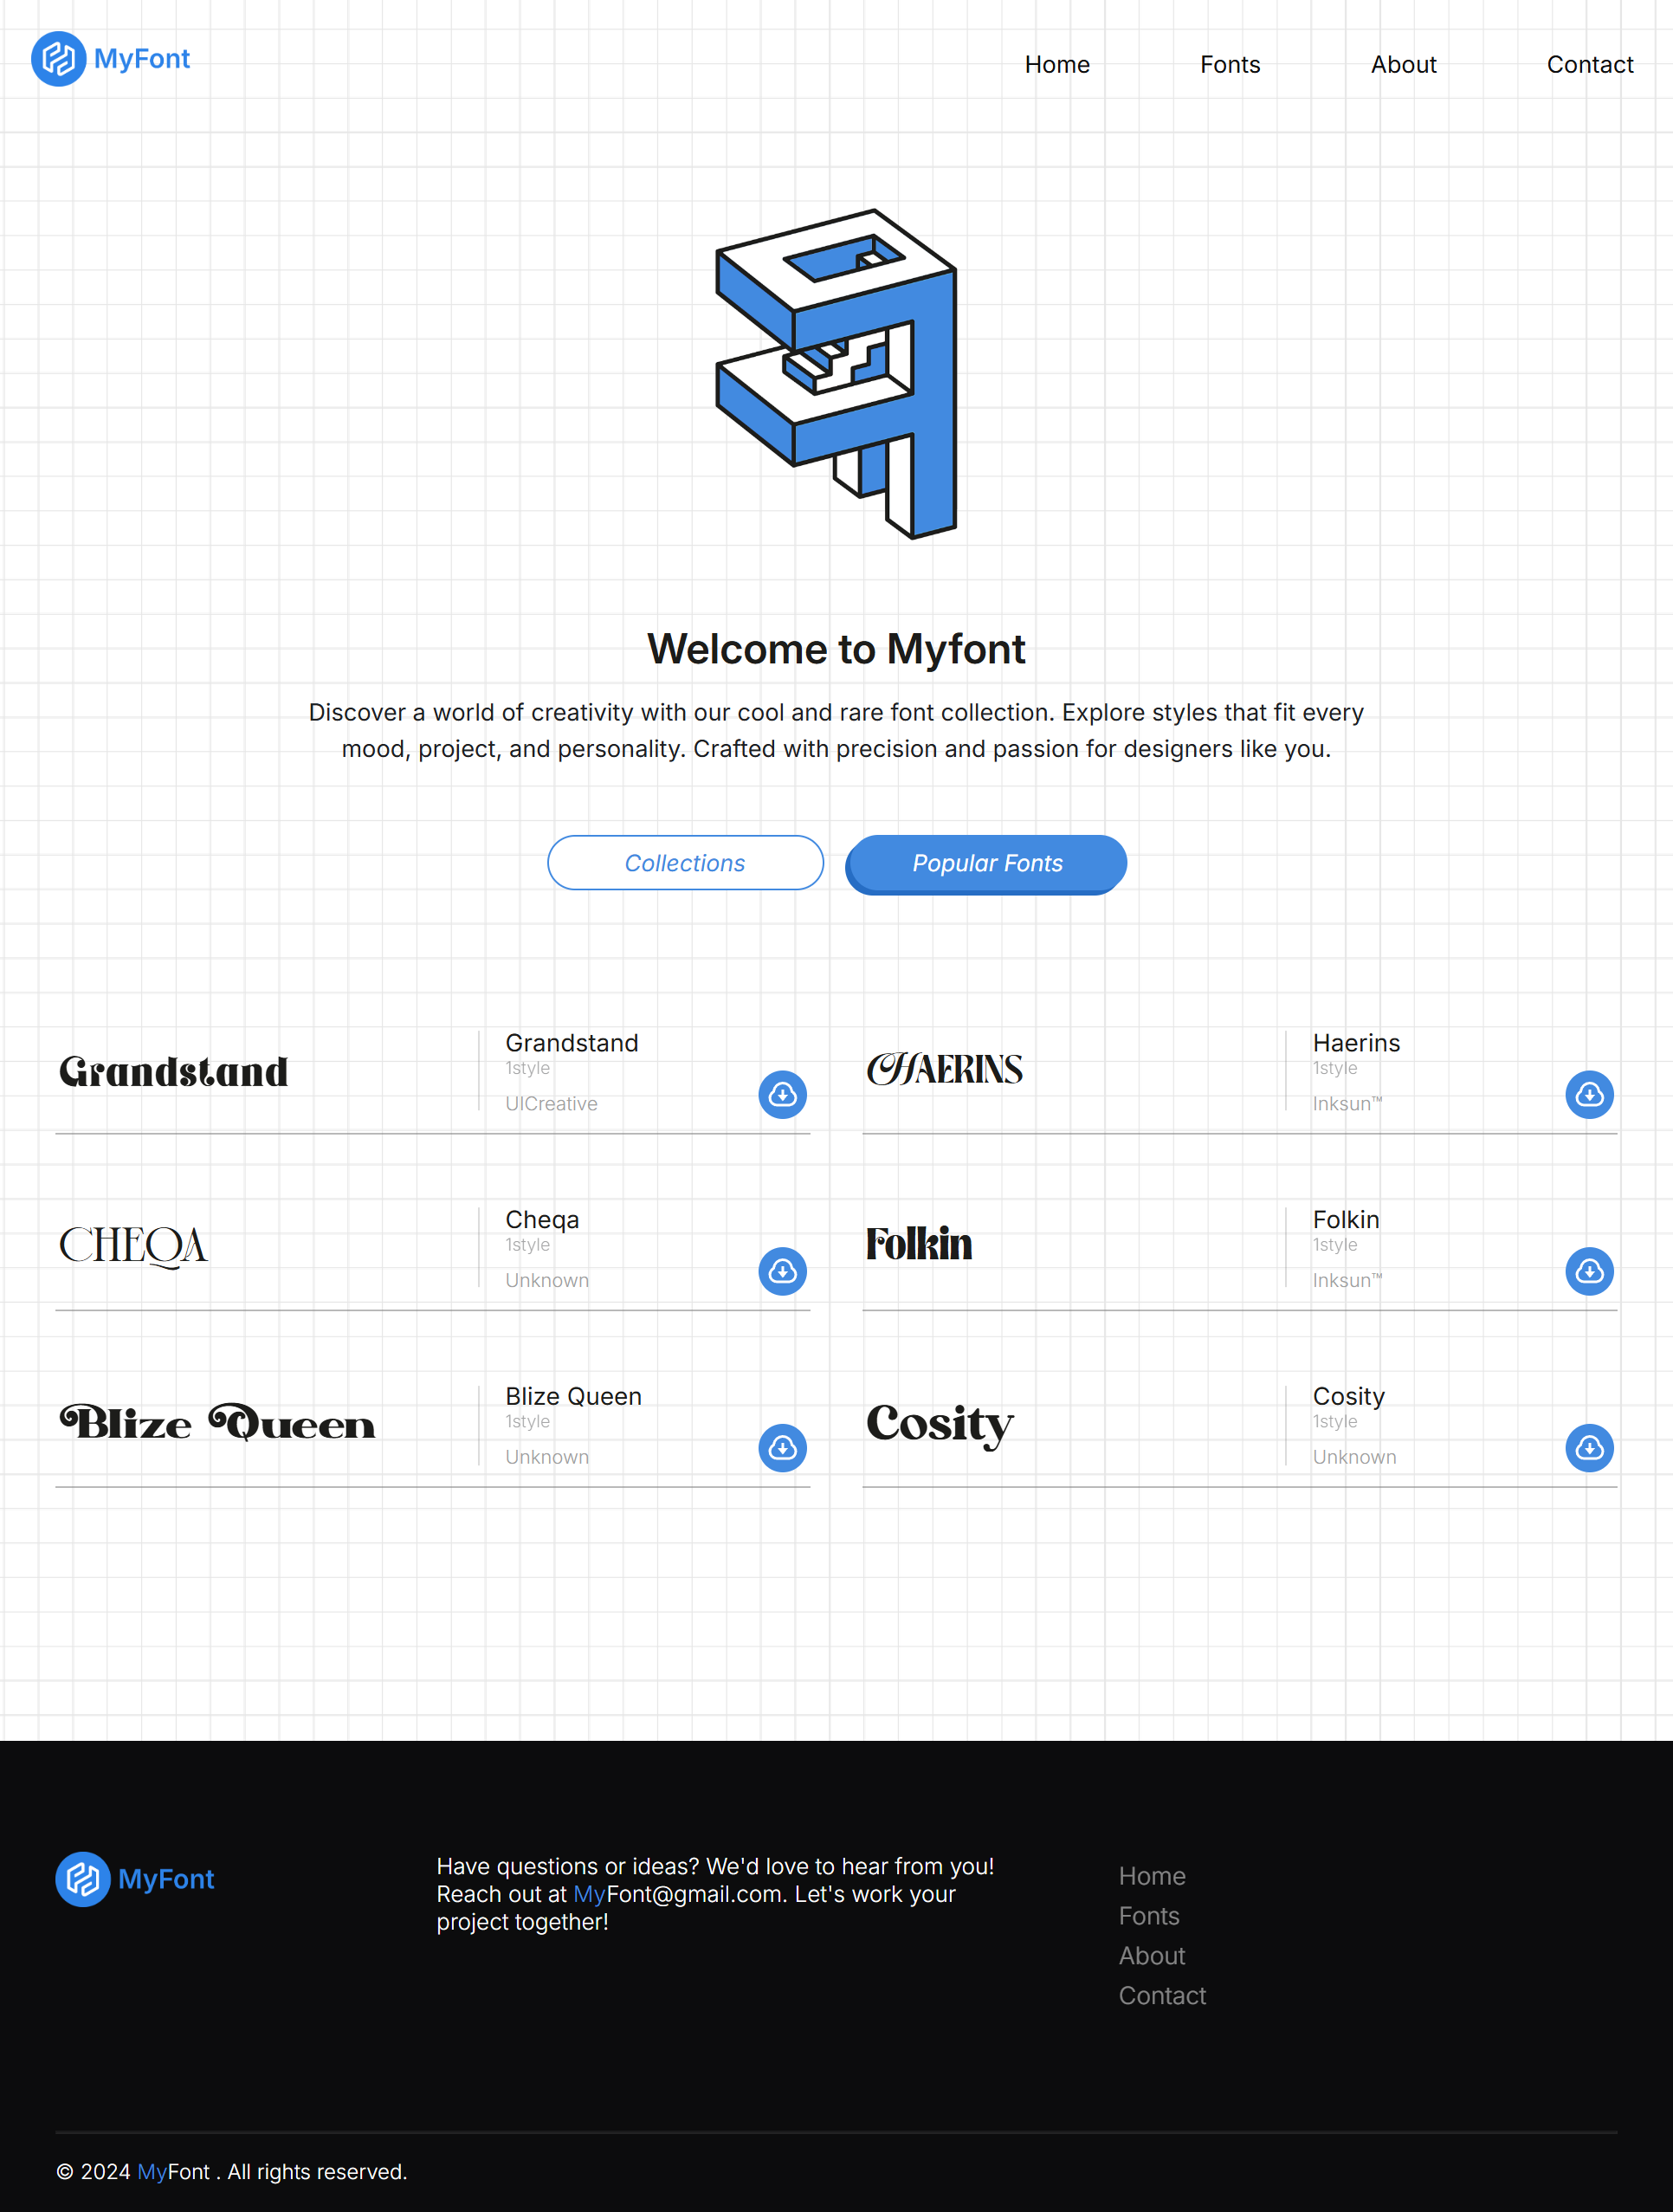 MyFont
Home
Fonts
About
Contact
Welcome to Myfont
Discover a world of creativity with our cool and rare font collection. Explore styles that fit every
mood, project, and personality. Crafted with precision and passion for designers like you.
Collections
Popular Fonts
Grandstand
Grandstand
1style
UICreative
HAERINS
Haerins
1style
Inksun™
CHEQA
Cheqa
1style
Unknown
Folkin
Folkin
1style
Inksun™
Blize Queen
Blize Queen
1style
Unknown
Cosity
Cosity
1style
Unknown
MyFont
Have questions or ideas? We'd love to hear from you!
Reach out at MyFont@gmail.com. Let's work your
project together!
Home
Fonts
About
Contact
© 2024 MyFont . All rights reserved.